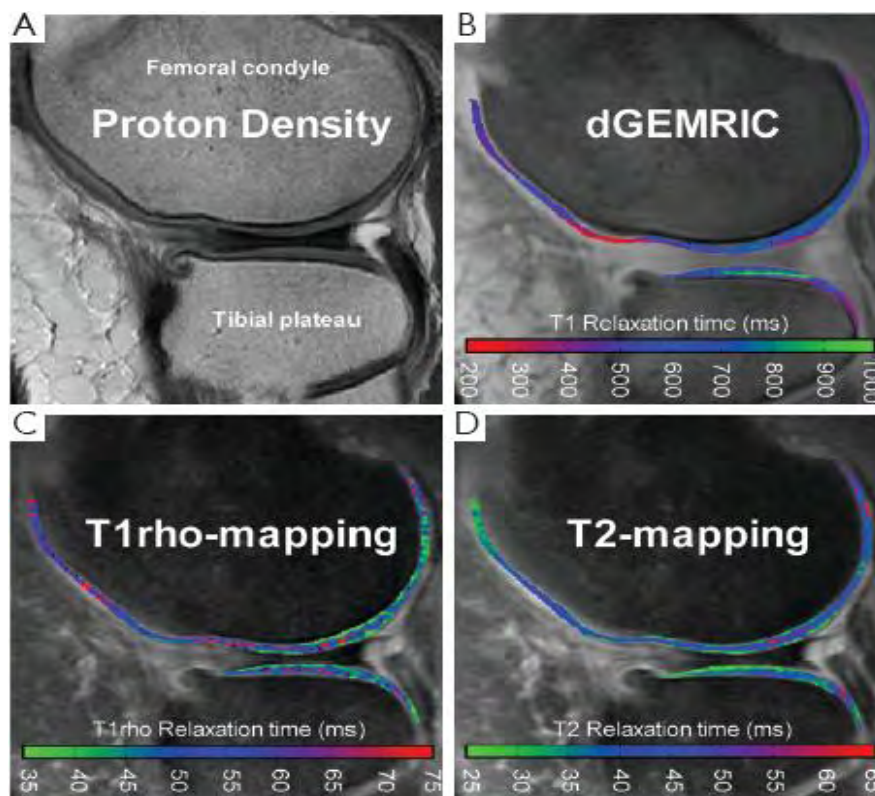 A
Femoral condyle
Proton Density
Tibial plateau
B
dGEMRIC
T1 Relaxation time (ms)
200 300 400 500 600 700 800 900 1000
C
T1rho-mapping
T1rho Relaxation time (ms)
35 40 45 50 55 60 65 70 75
D
T2-mapping
T2 Relaxation time (ms)
25 30 35 40 45 50 55 60 65